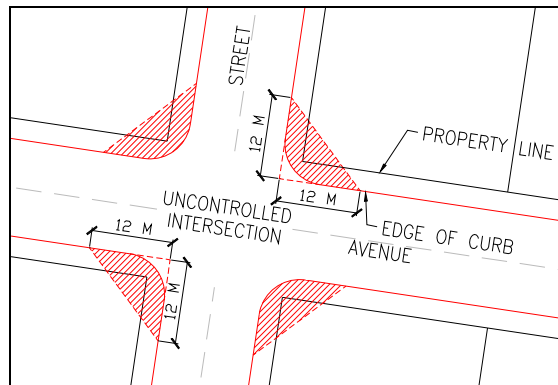 STREET
12 M
PROPERTY LINE
12 M
UNCONTROLLED
INTERSECTION
12 M
EDGE OF CURB
AVENUE
12 M